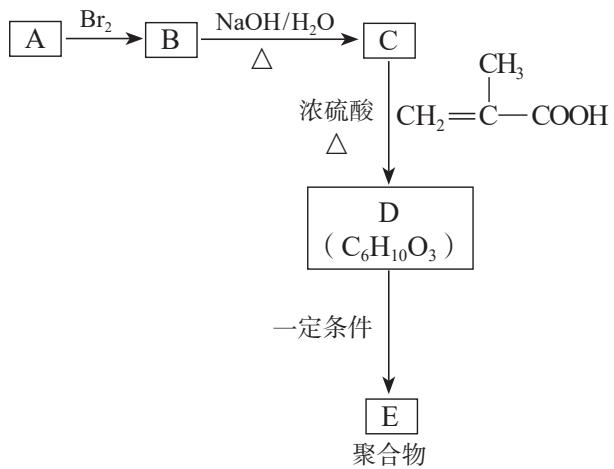 A Br₂ B NaOH/H₂O △ C
浓硫酸 △
CH₃
CH₂=C—COOH
D
（C₆H₁₀O₃）
一定条件
E
聚合物